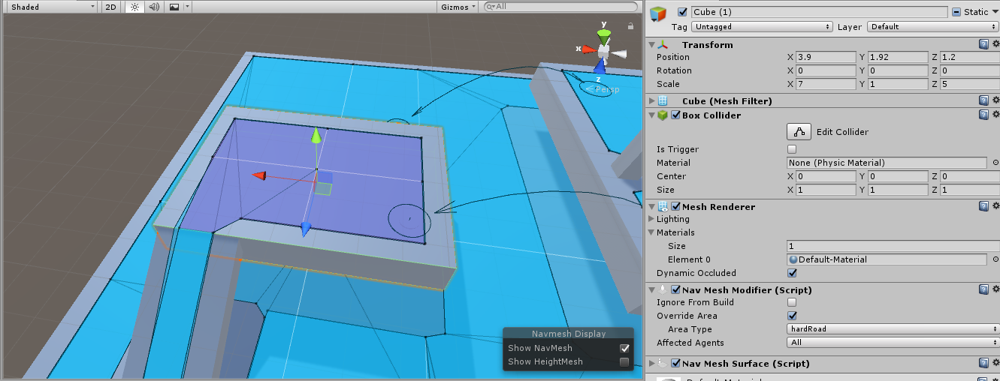 Shaded
2D
Gizmos
All
y
x
z
Persp
Navmesh Display
Show NavMesh
Show HeightMesh
Cube (1)
Static
Tag Untagged Layer Default
Transform
Position X 3.9 Y 1.92 Z 1.2
Rotation X 0 Y 0 Z 0
Scale X 7 Y 1 Z 5
Cube (Mesh Filter)
Box Collider
Edit Collider
Is Trigger
Material None (Physic Material)
Center X 0 Y 0 Z 0
Size X 1 Y 1 Z 1
Mesh Renderer
Lighting
Materials
Size 1
Element 0 Default-Material
Dynamic Occluded
Nav Mesh Modifier (Script)
Ignore From Build
Override Area
Area Type hardRoad
Affected Agents All
Nav Mesh Surface (Script)